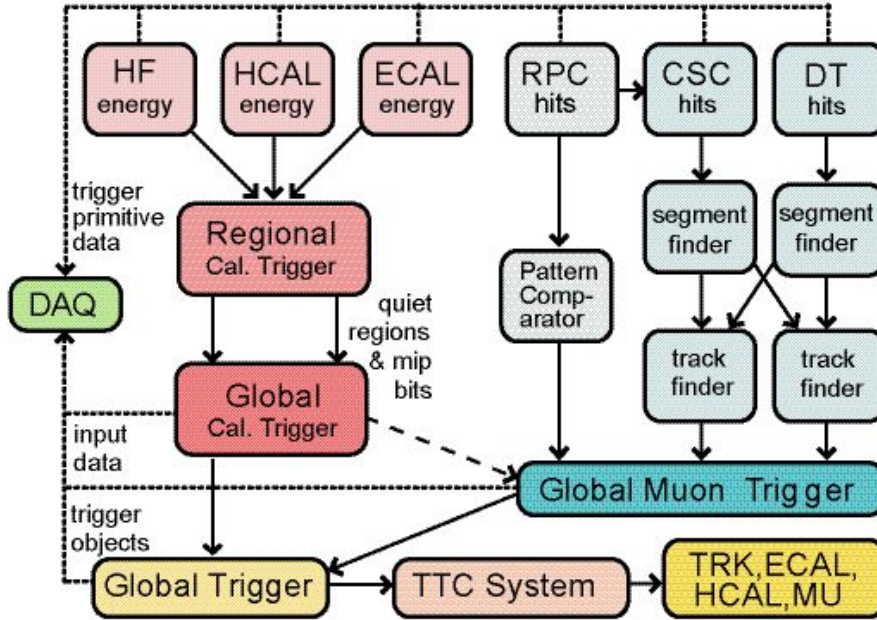 HF
energy
HCAL
energy
ECAL
energy
RPC
hits
CSC
hits
DT
hits
trigger
primitive
data
Regional
Cal. Trigger
segment
finder
segment
finder
DAQ
Pattern
Comp-
arator
quiet
regions
& mip
bits
Global
Cal. Trigger
track
finder
track
finder
input
data
Global Muon Trigger
trigger
objects
Global Trigger
TTC System
TRK,ECAL,
HCAL,MU